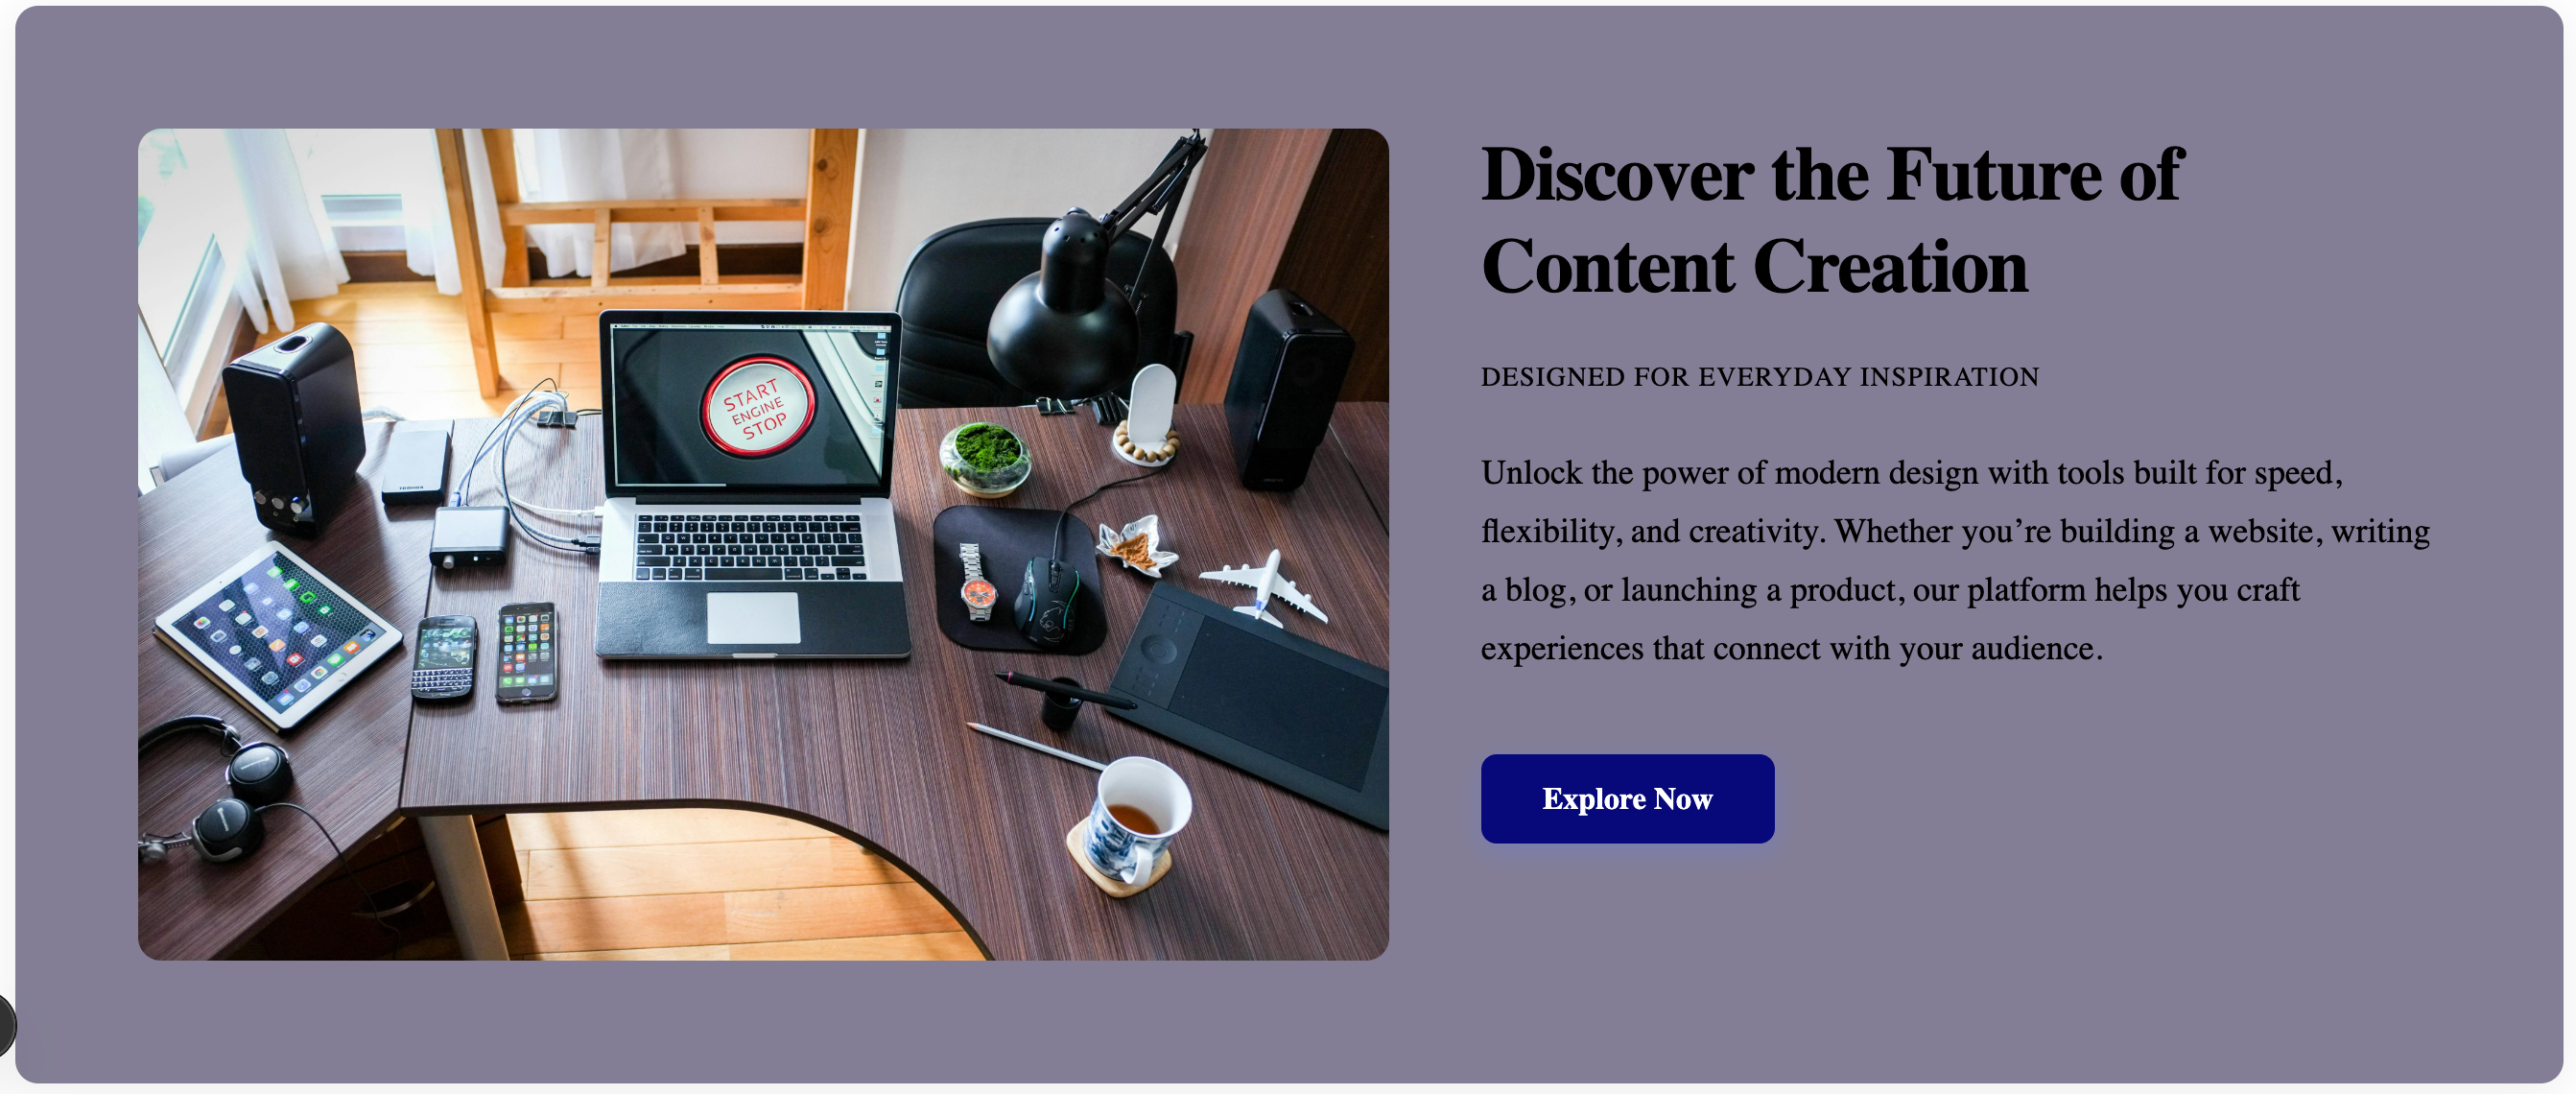 START
ENGINE
STOP
Discover the Future of
Content Creation
DESIGNED FOR EVERYDAY INSPIRATION
Unlock the power of modern design with tools built for speed,
flexibility, and creativity. Whether you’re building a website, writing
a blog, or launching a product, our platform helps you craft
experiences that connect with your audience.
Explore Now